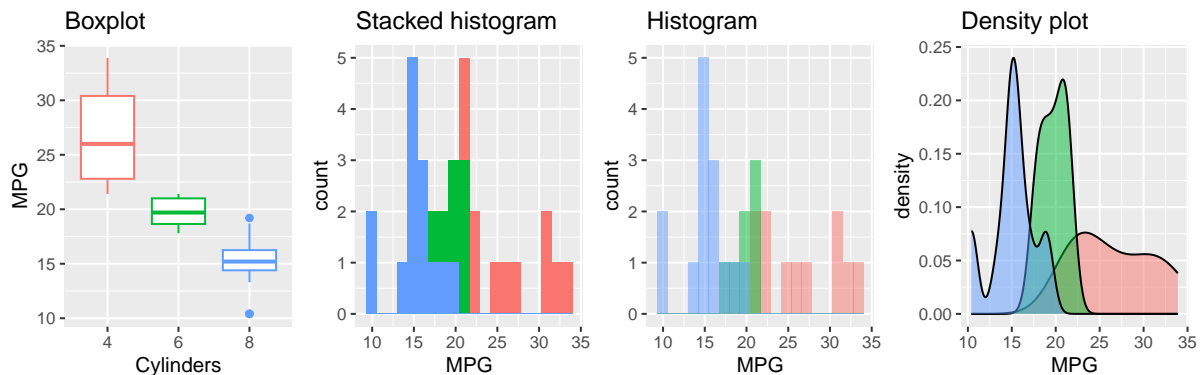 Boxplot
35
30
25
20
15
10
MPG
4 6 8
Cylinders
Stacked histogram
5
4
3
2
1
0
count
10 15 20 25 30 35
MPG
Histogram
5
4
3
2
1
0
count
10 15 20 25 30 35
MPG
Density plot
0.25
0.20
0.15
0.10
0.05
0.00
density
10 15 20 25 30 35
MPG